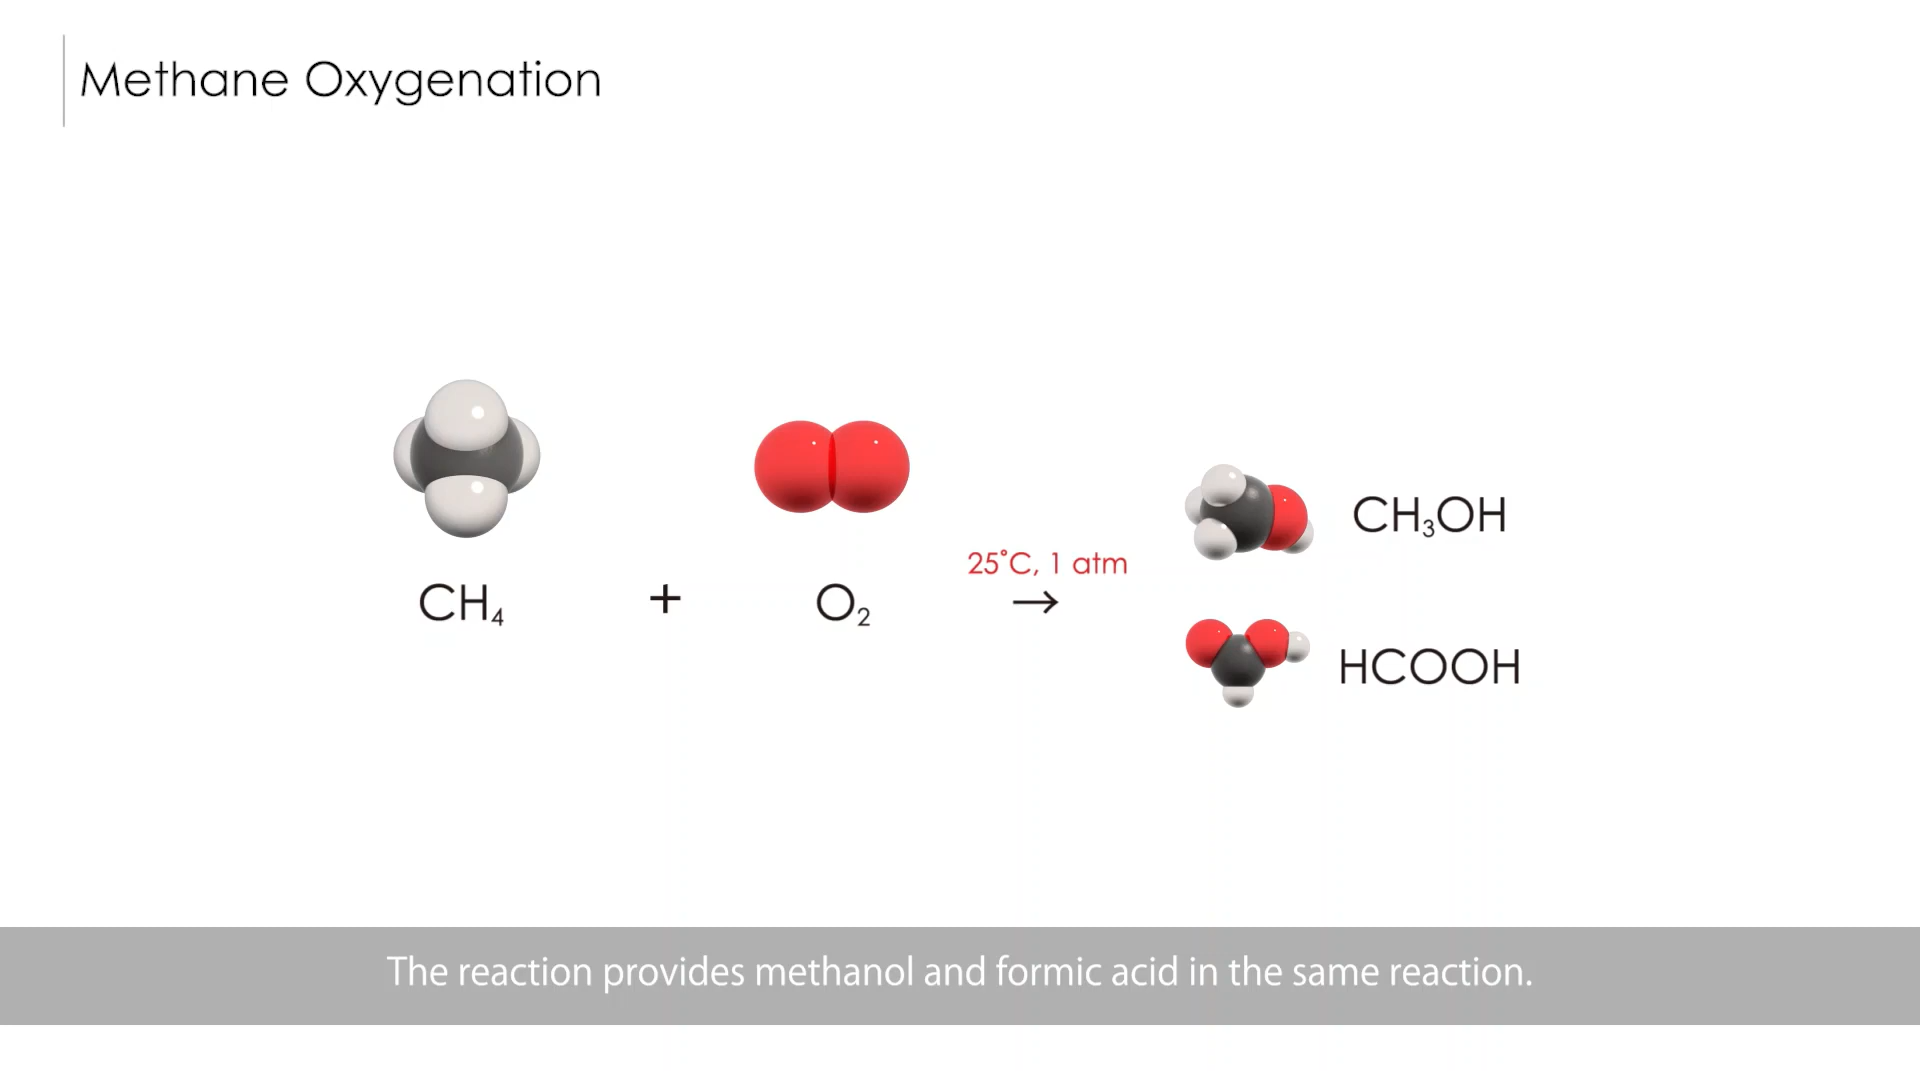 Methane Oxygenation
CH₄ + O₂
25°C, 1 atm
→
CH₃OH
HCOOH
The reaction provides methanol and formic acid in the same reaction.